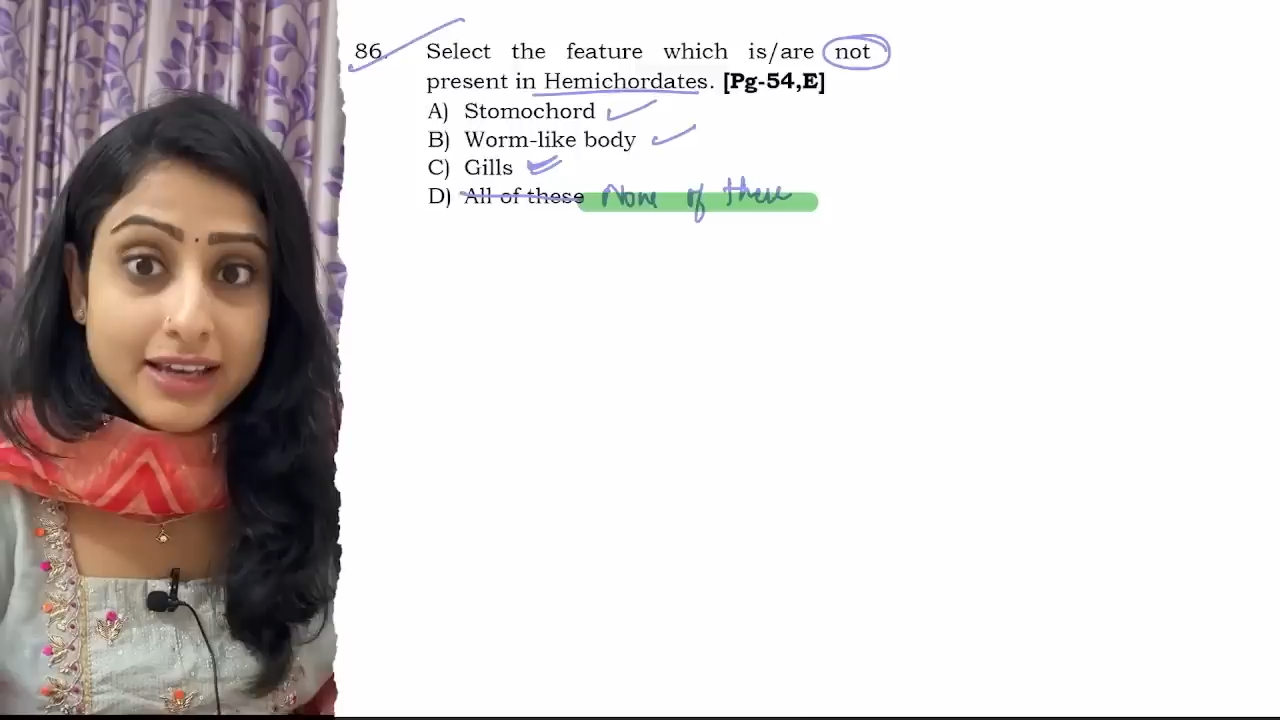 86. Select the feature which is/are not
present in Hemichordates. [Pg-54,E]
A) Stomochord
B) Worm-like body
C) Gills
D) All of these None of these